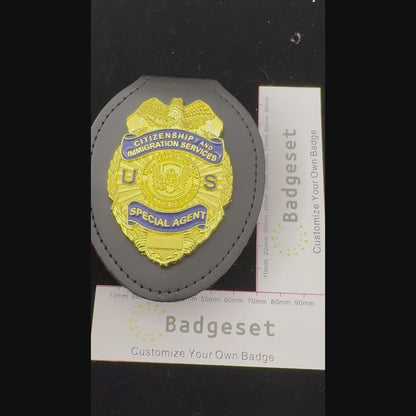 CITIZENSHIP AND
IMMIGRATION SERVICES
U S
SPECIAL AGENT
Badgeset
Customize Your Own Badge
10mm 20mm 30mm
Badgeset
Customize Your Own Badge
10mm 50mm 60mm 70mm 80mm 90mm